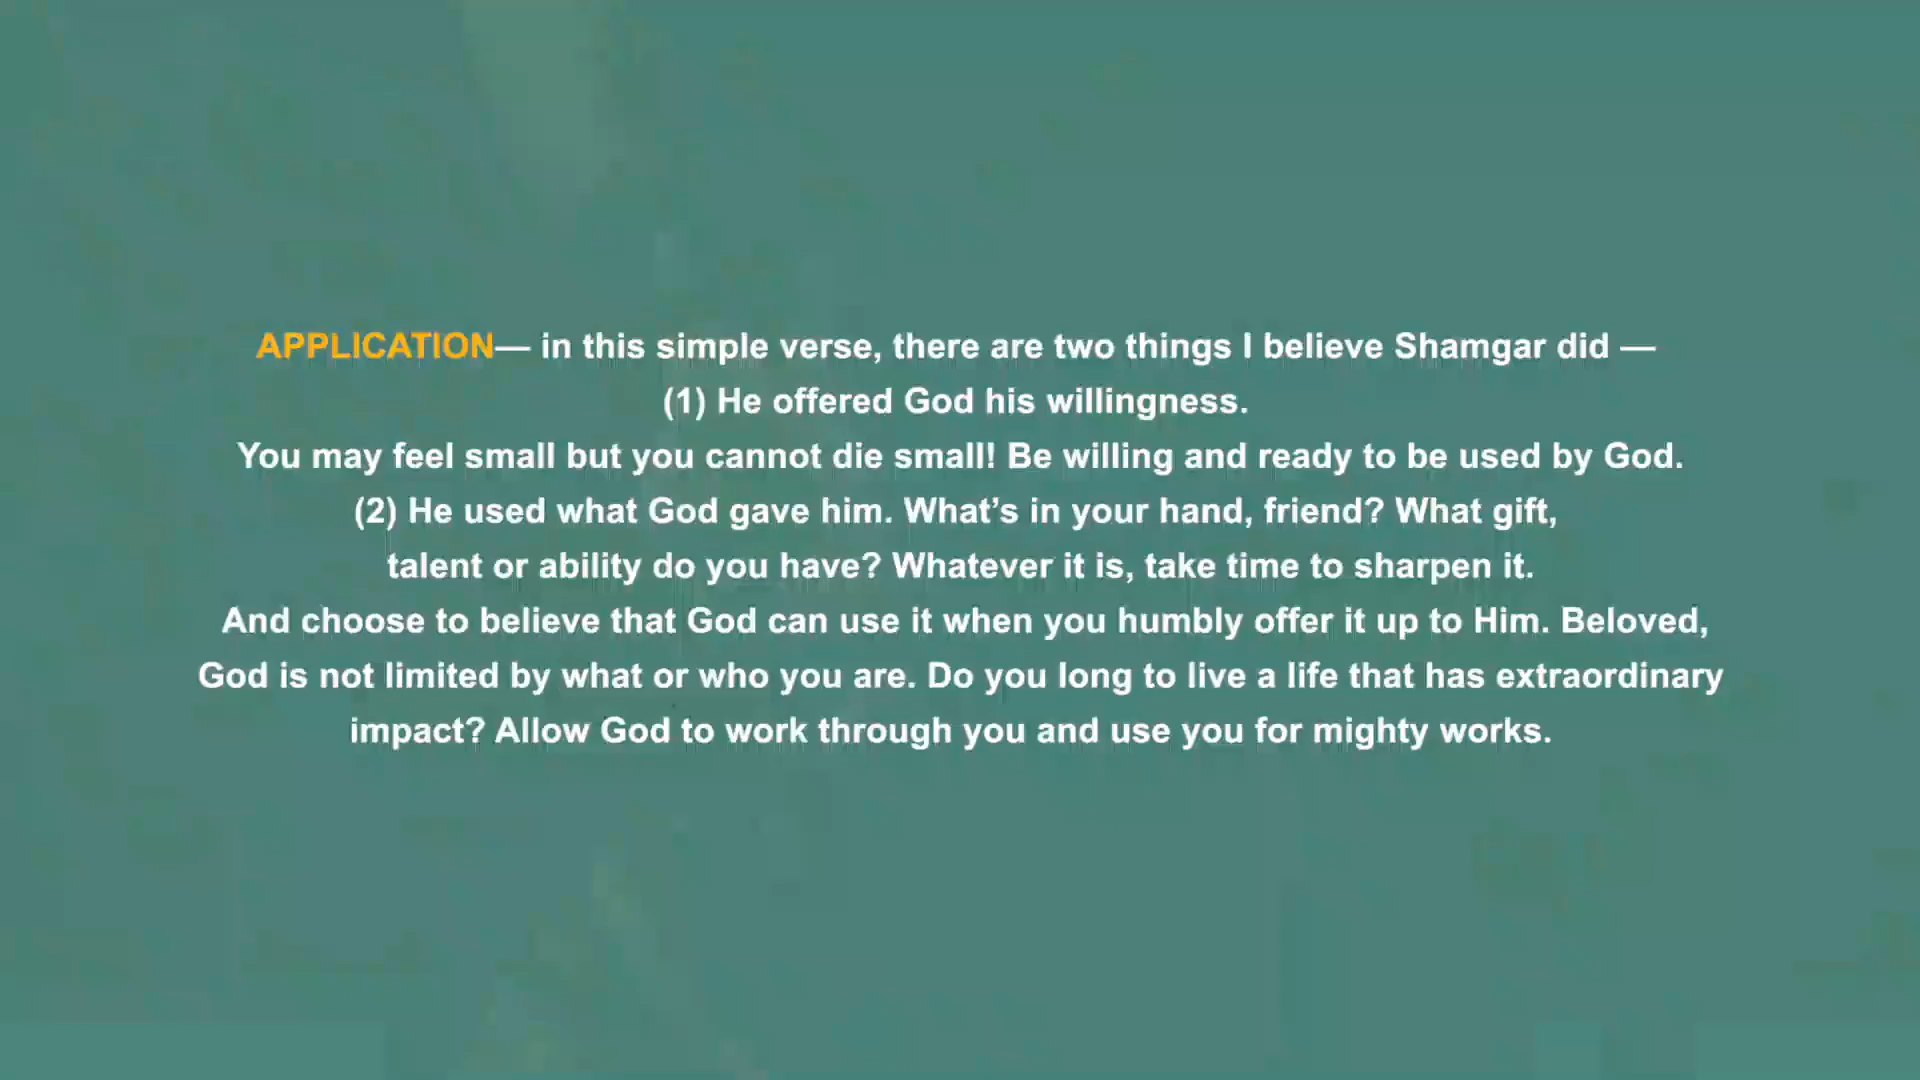 APPLICATION— in this simple verse, there are two things I believe Shamgar did —
(1) He offered God his willingness.
You may feel small but you cannot die small! Be willing and ready to be used by God.
(2) He used what God gave him. What’s in your hand, friend? What gift,
talent or ability do you have? Whatever it is, take time to sharpen it.
And choose to believe that God can use it when you humbly offer it up to Him. Beloved,
God is not limited by what or who you are. Do you long to live a life that has extraordinary
impact? Allow God to work through you and use you for mighty works.